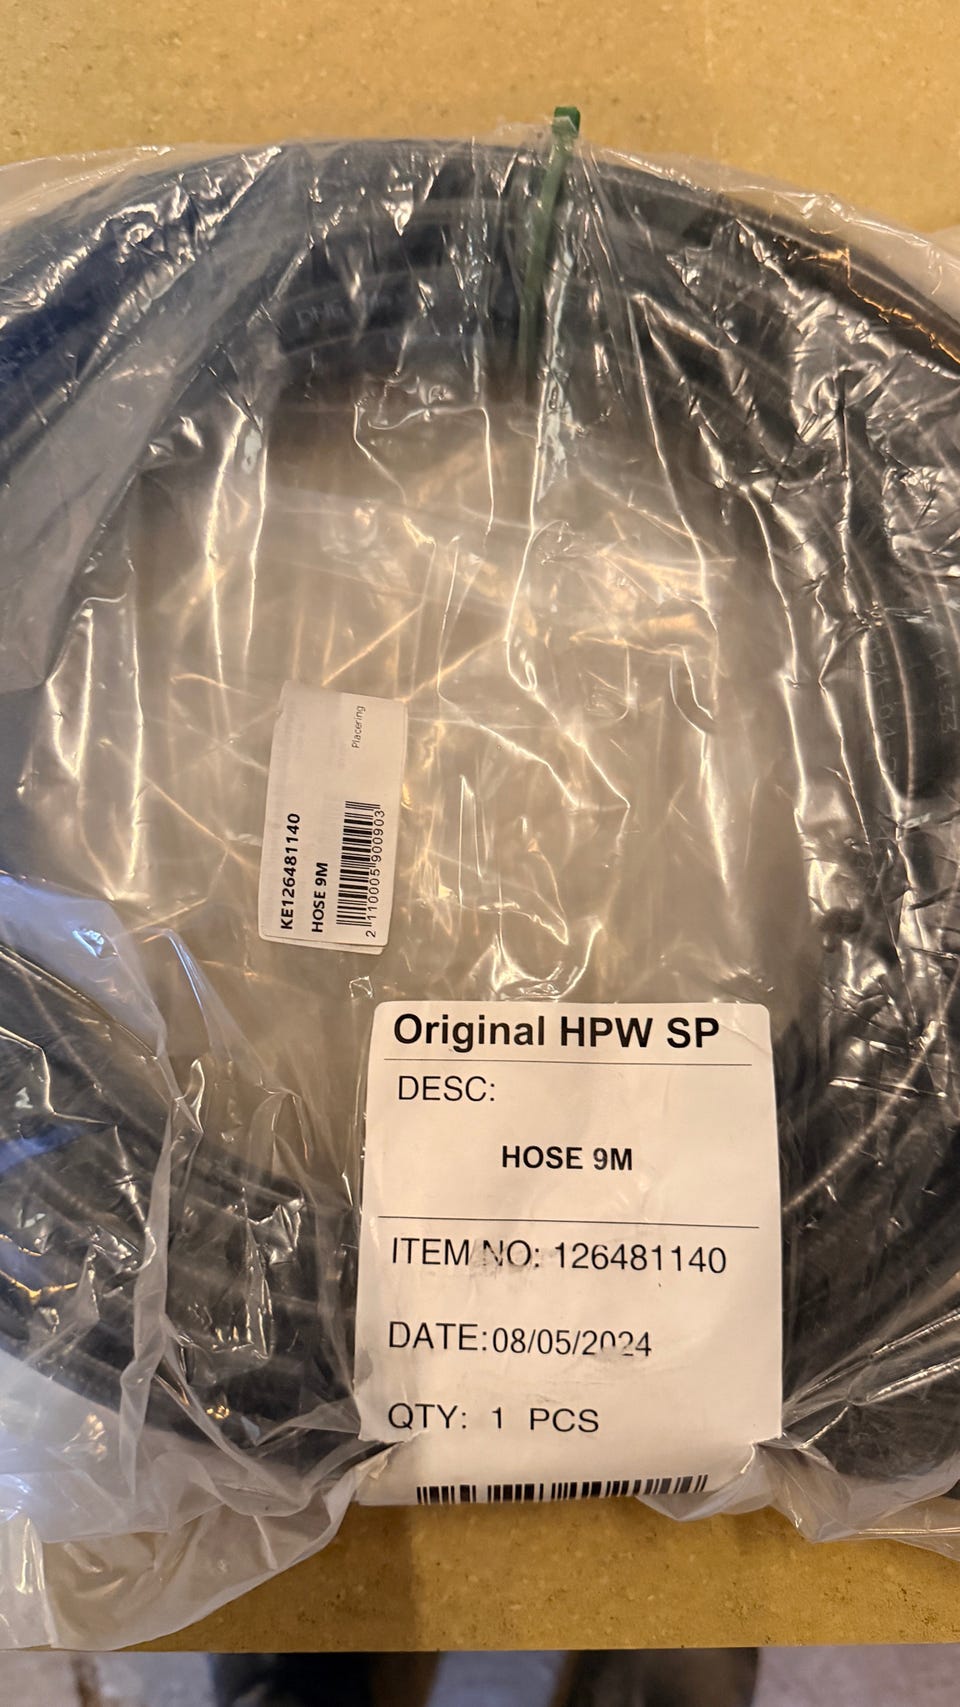 KE126481140
HOSE 9M
Placering
2 110005 900903
Original HPW SP
DESC:
HOSE 9M
ITEM NO: 126481140
DATE:08/05/2024
QTY: 1 PCS